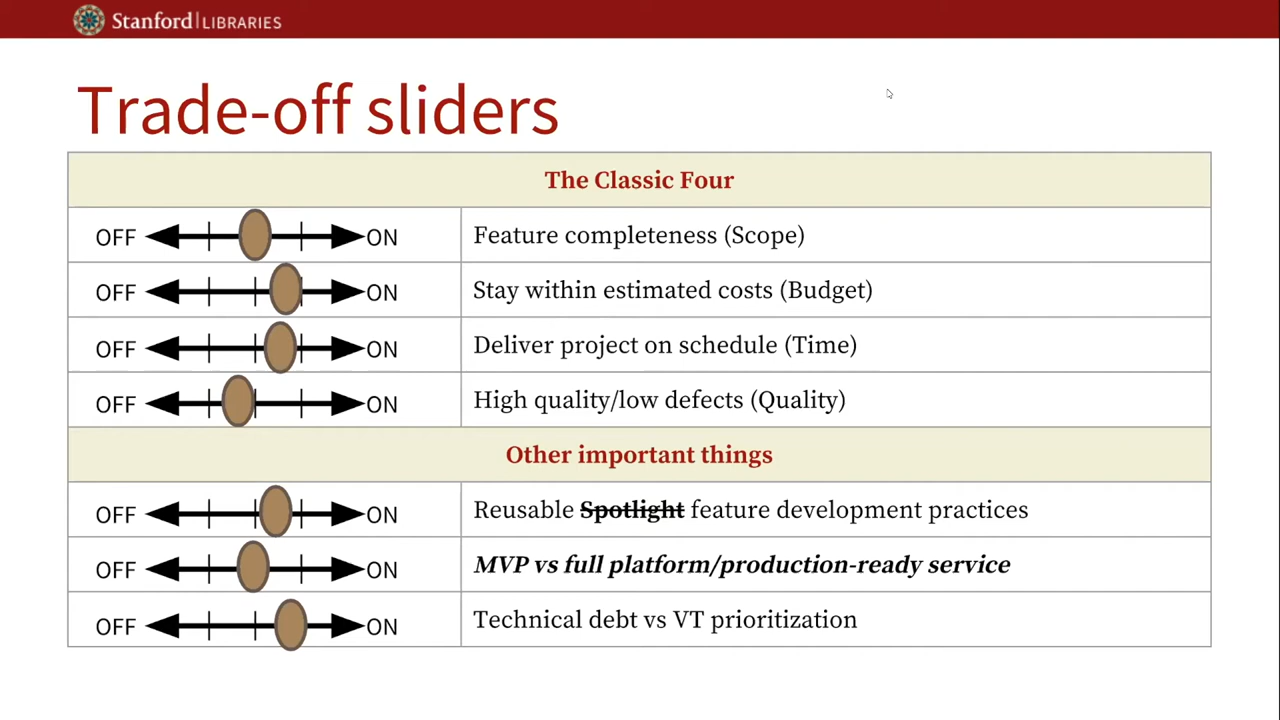 Stanford | LIBRARIES
Trade-off sliders
The Classic Four
OFF ON Feature completeness (Scope)
OFF ON Stay within estimated costs (Budget)
OFF ON Deliver project on schedule (Time)
OFF ON High quality/low defects (Quality)
Other important things
OFF ON Reusable Spotlight feature development practices
OFF ON MVP vs full platform/production-ready service
OFF ON Technical debt vs VT prioritization